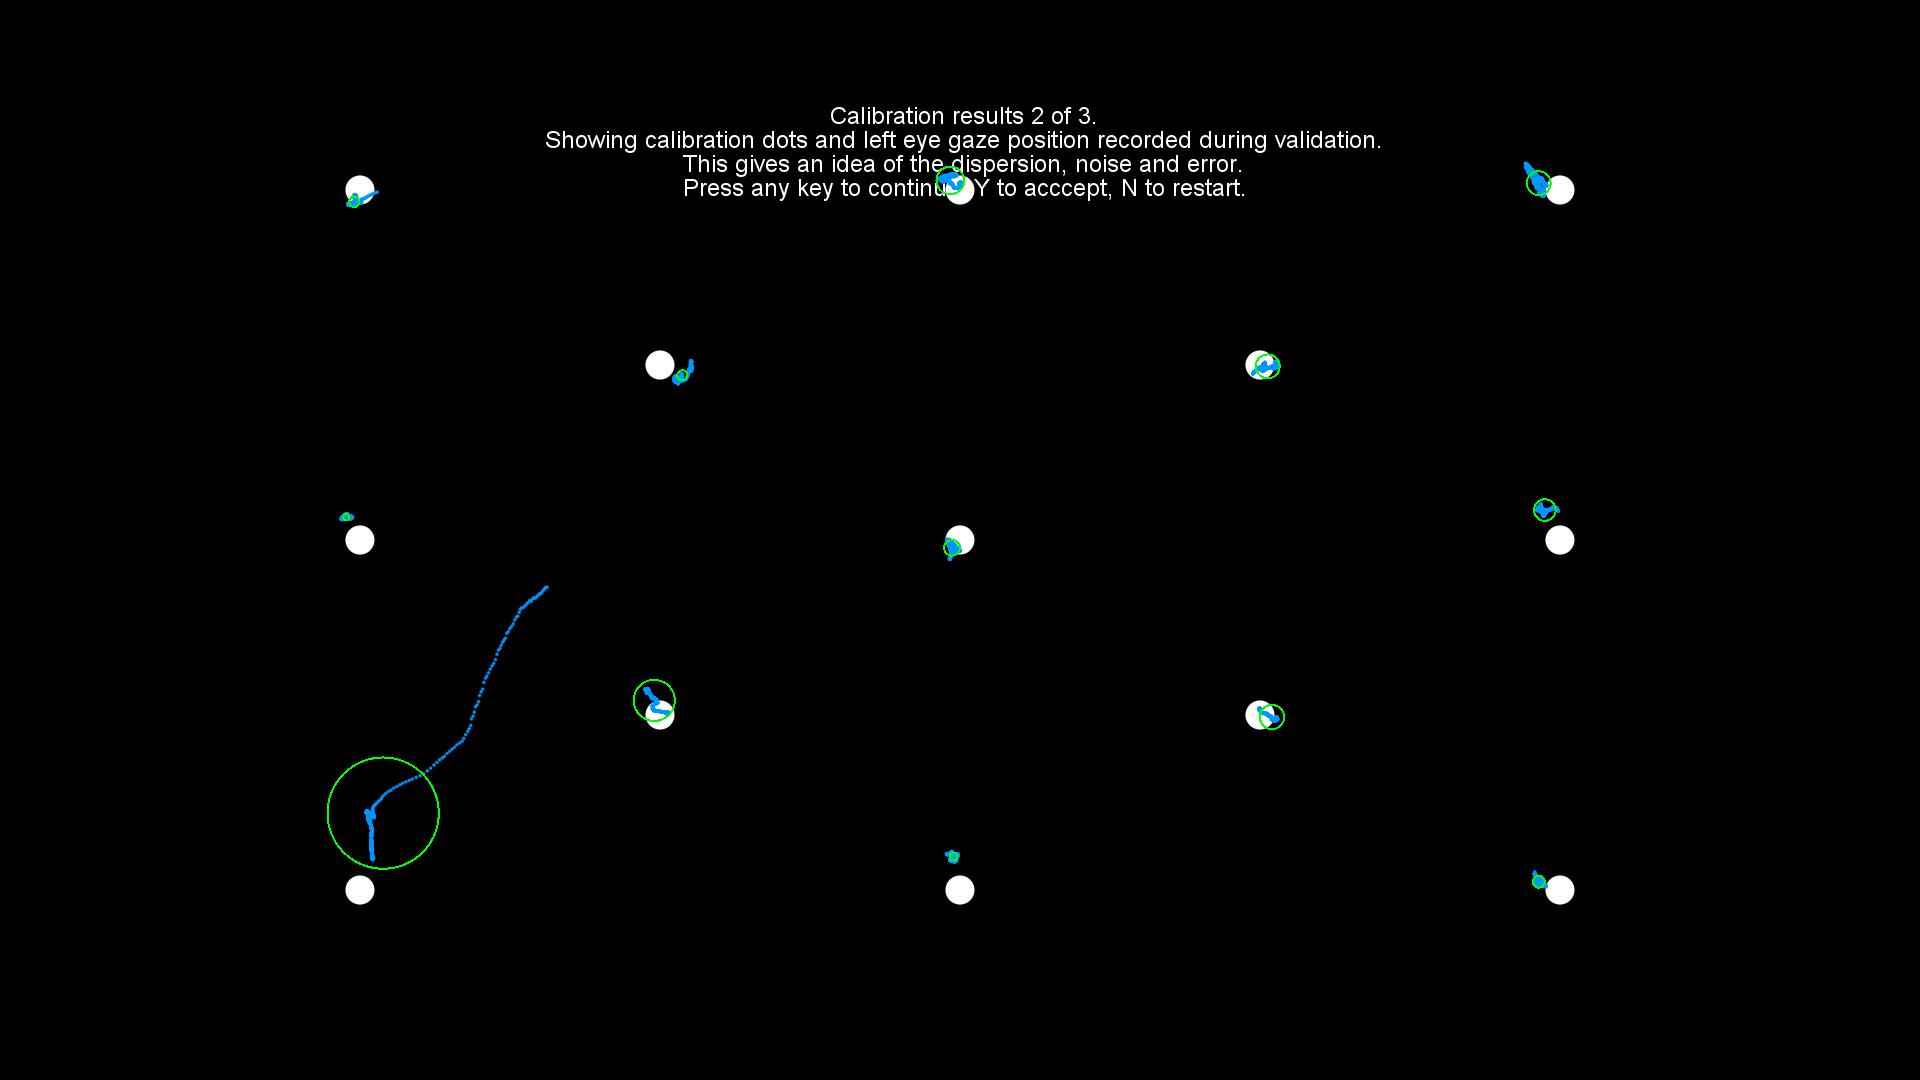 Calibration results 2 of 3.
Showing calibration dots and left eye gaze position recorded during validation.
This gives an idea of the dispersion, noise and error.
Press any key to continue Y to acccept, N to restart.